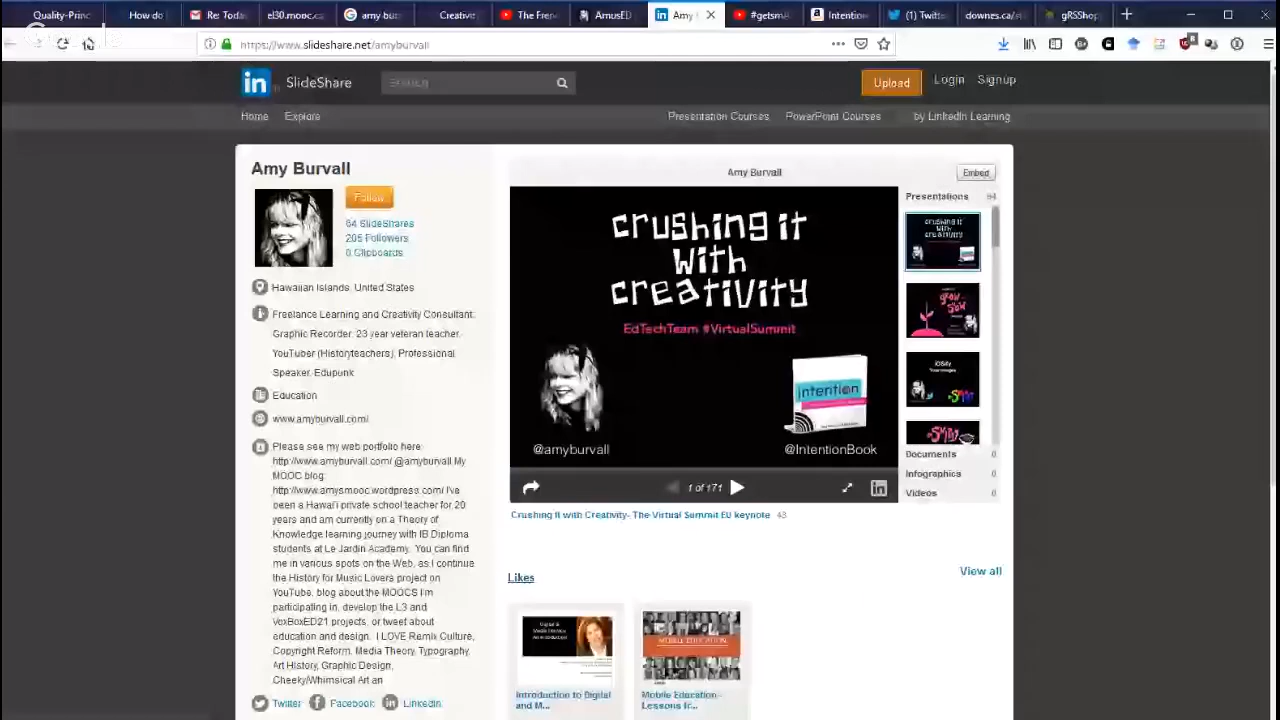 Quality-Princ
How do
Re: Toda
el30.mooc.c
amy bur
Creativi
The Fren
AmusED
Amy
#getsm
Intention
(1) Twitt
downes.ca/
gRSShop
https://www.slideshare.net/amyburvall
SlideShare
Search
Upload
Login
Signup
Home
Explore
Presentation Courses
PowerPoint Courses
by LinkedIn Learning
Amy Burvall
Follow
64 SlideShares
205 Followers
0 Clipboards
Hawaiian Islands, United States
Freelance Learning and Creativity Consultant.
Graphic Recorder. 23 year veteran teacher.
YouTuber (Historyteachers), Professional
Speaker. Edupunk
Education
www.amyburvall.com/
Please see my web portfolio here
http://www.amyburvall.com/ @amyburvall My
MOOC blog:
http://www.amysmooc.wordpress.com/ I've
been a Hawai'i private school teacher for 20
years and am currently on a Theory of
Knowledge learning journey with IB Diploma
students at Le Jardin Academy. You can find
me in various spots on the Web, as I continue
the History for Music Lovers project on
YouTube, blog about the MOOCS I'm
participating in, develop the L3 and
VoxBoxED21 projects, or tweet about
education and design. I LOVE Remix Culture,
Copyright Reform, Media Theory, Typography,
Art History, Graphic Design,
Cheeky/Whimsical Art an
Twitter
Facebook
LinkedIn
Amy Burvall
Embed
crushing it
with
creativity
EdTechTeam #VirtualSummit
intention
@amyburvall
@IntentionBook
1 of 171
Crushing It with Creativity- The Virtual Summit EU keynote 43
Presentations
Documents 0
Infographics 0
Videos 0
Likes
View all
Introduction to Digital
and M...
MOBILE EDUCATION
Mobile Education-
Lessons fr...